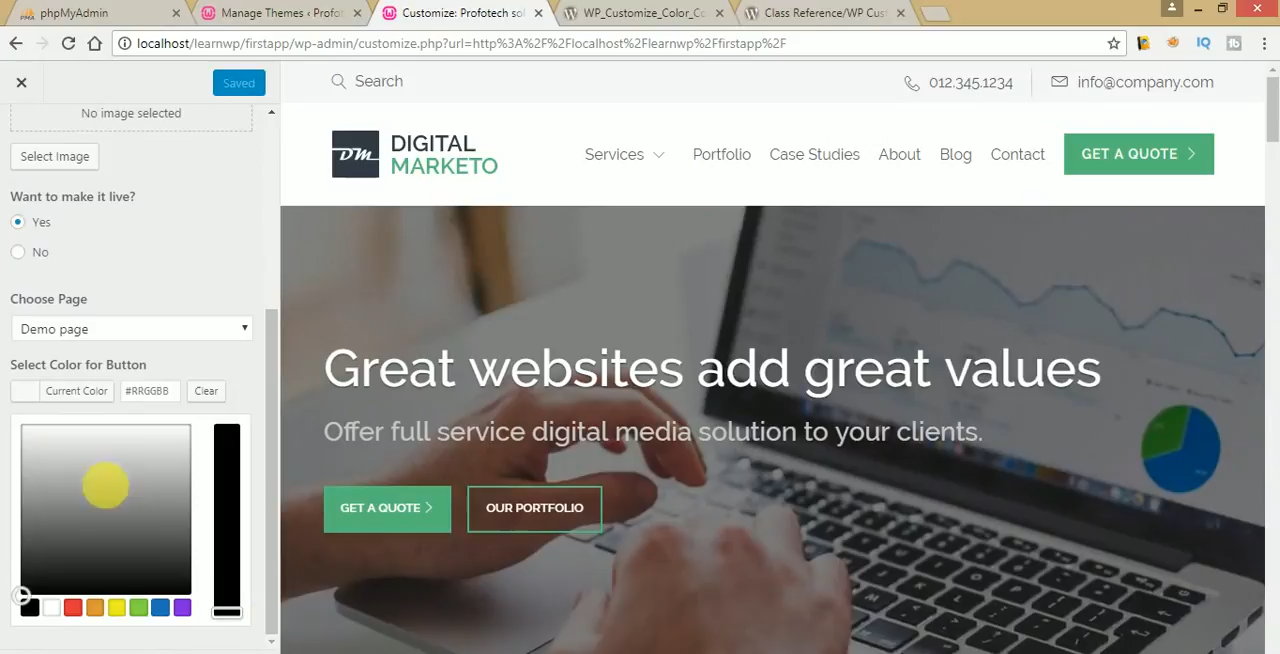 phpMyAdmin
Manage Themes ‹ Profot
Customize: Profotech sol
WP_Customize_Color_Co
Class Reference/WP Cust
localhost/learnwp/firstapp/wp-admin/customize.php?url=http%3A%2F%2Flocalhost%2Flearnwp%2Ffirstapp%2F
IQ
Saved
Search
012.345.1234
info@company.com
No image selected
Select Image
DM
DIGITAL
MARKETO
Services
Portfolio
Case Studies
About
Blog
Contact
GET A QUOTE
Want to make it live?
Yes
No
Choose Page
Demo page
Select Color for Button
Current Color
#RRGGBB
Clear
Great websites add great values
Offer full service digital media solution to your clients.
GET A QUOTE
OUR PORTFOLIO